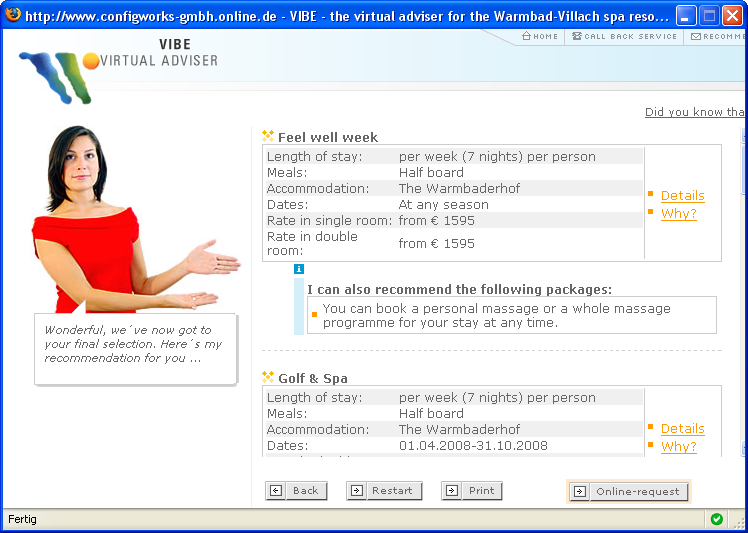 http://www.configworks-gmbh.online.de - VIBE - the virtual adviser for the Warmbad-Villach spa reso...
VIBE
VIRTUAL ADVISER
HOME
CALL BACK SERVICE
RECOMME
Did you know tha
Feel well week
Length of stay: per week (7 nights) per person
Meals: Half board
Accommodation: The Warmbaderhof
Dates: At any season
Rate in single room: from € 1595
Rate in double
room: from € 1595
Details
Why?
i
I can also recommend the following packages:
You can book a personal massage or a whole massage
programme for your stay at any time.
Wonderful, we´ve now got to
your final selection. Here´s my
recommendation for you ...
Golf & Spa
Length of stay: per week (7 nights) per person
Meals: Half board
Accommodation: The Warmbaderhof
Dates: 01.04.2008-31.10.2008
Details
Why?
Back
Restart
Print
Online-request
Fertig